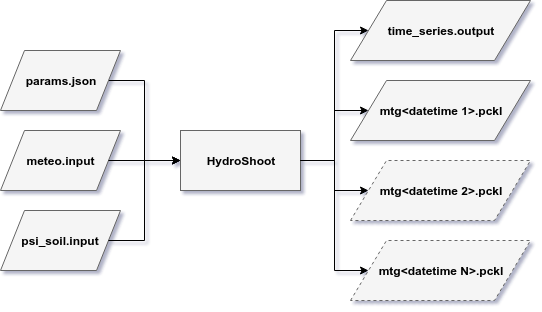 params.json
meteo.input
psi_soil.input
HydroShoot
time_series.output
mtg<datetime 1>.pckl
mtg<datetime 2>.pckl
mtg<datetime N>.pckl